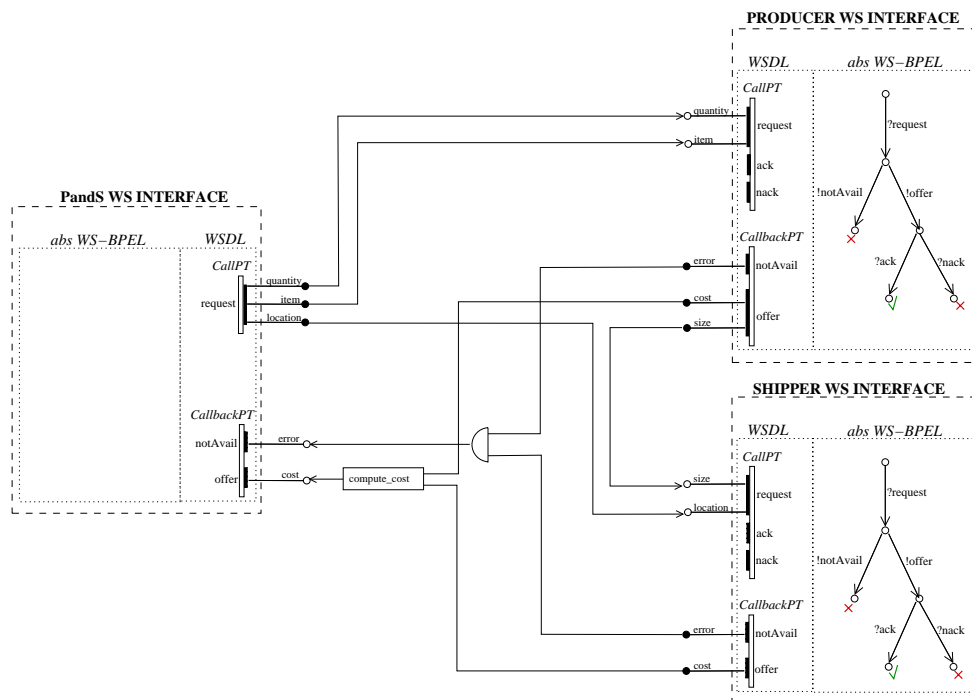 PRODUCER WS INTERFACE
WSDL
abs WS−BPEL
CallPT
quantity
request
item
ack
nack
?request
!notAvail
!offer
?ack
?nack
CallbackPT
error
notAvail
cost
offer
size
PandS WS INTERFACE
abs WS−BPEL
WSDL
CallPT
quantity
request
item
location
CallbackPT
notAvail
error
offer
cost
compute_cost
SHIPPER WS INTERFACE
WSDL
abs WS−BPEL
CallPT
size
request
location
ack
nack
?request
!notAvail
!offer
?ack
?nack
CallbackPT
error
notAvail
cost
offer